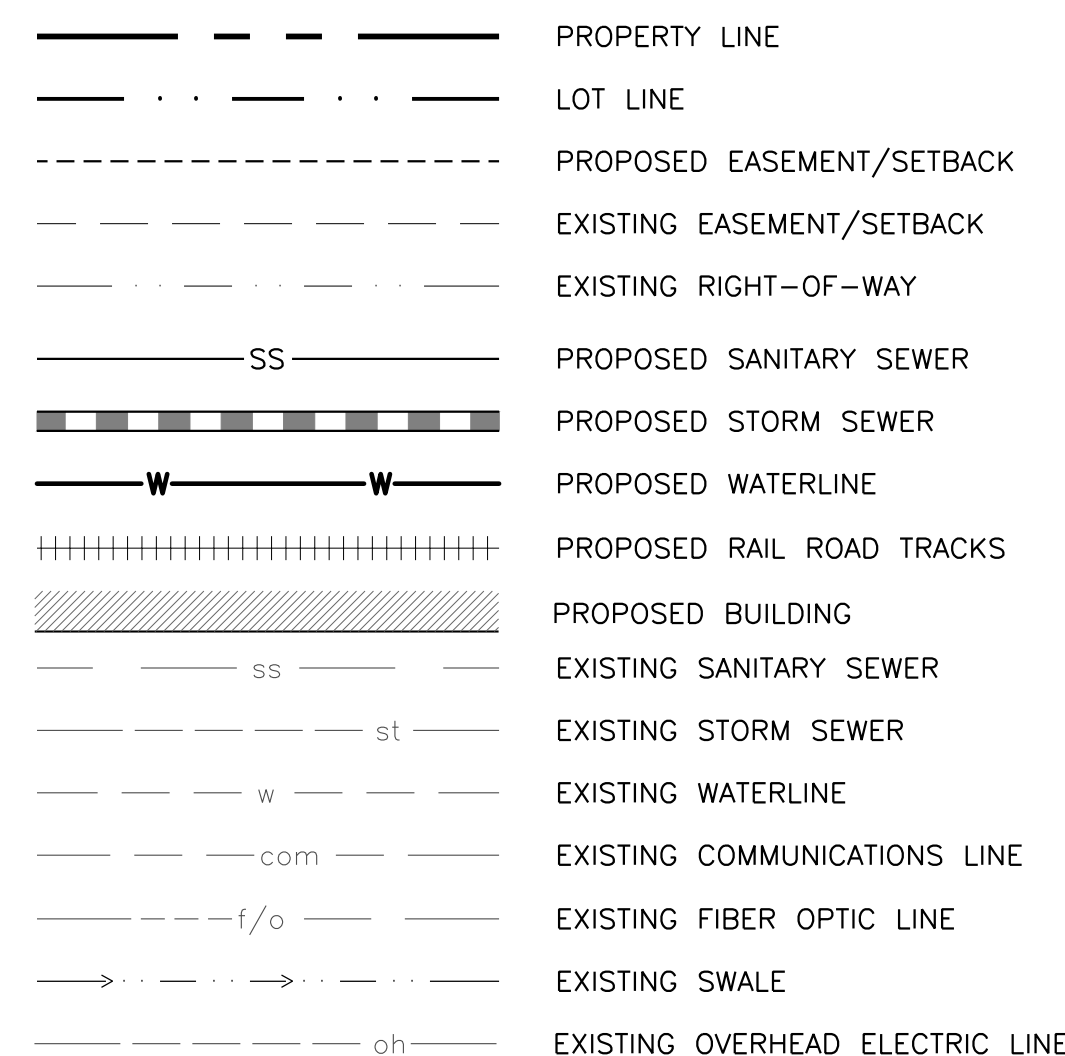 PROPERTY LINE
LOT LINE
PROPOSED EASEMENT/SETBACK
EXISTING EASEMENT/SETBACK
EXISTING RIGHT-OF-WAY
SS PROPOSED SANITARY SEWER
PROPOSED STORM SEWER
W W PROPOSED WATERLINE
PROPOSED RAIL ROAD TRACKS
PROPOSED BUILDING
ss EXISTING SANITARY SEWER
st EXISTING STORM SEWER
w EXISTING WATERLINE
com EXISTING COMMUNICATIONS LINE
f/o EXISTING FIBER OPTIC LINE
EXISTING SWALE
oh EXISTING OVERHEAD ELECTRIC LINE